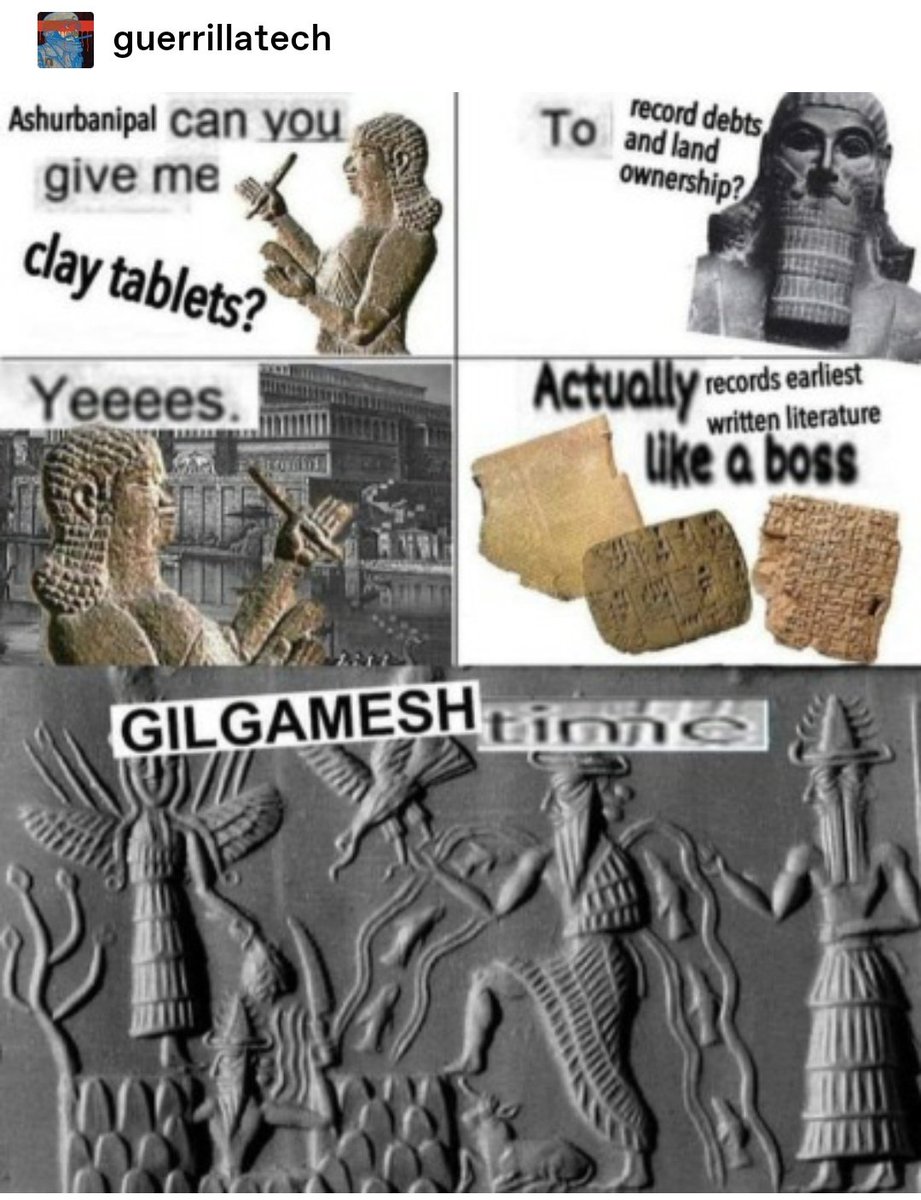 guerrillatech
Ashurbanipal can you
give me
clay tablets?
To record debts
and land
ownership?
Yeeees.
Actually records earliest
written literature
like a boss
GILGAMESH time